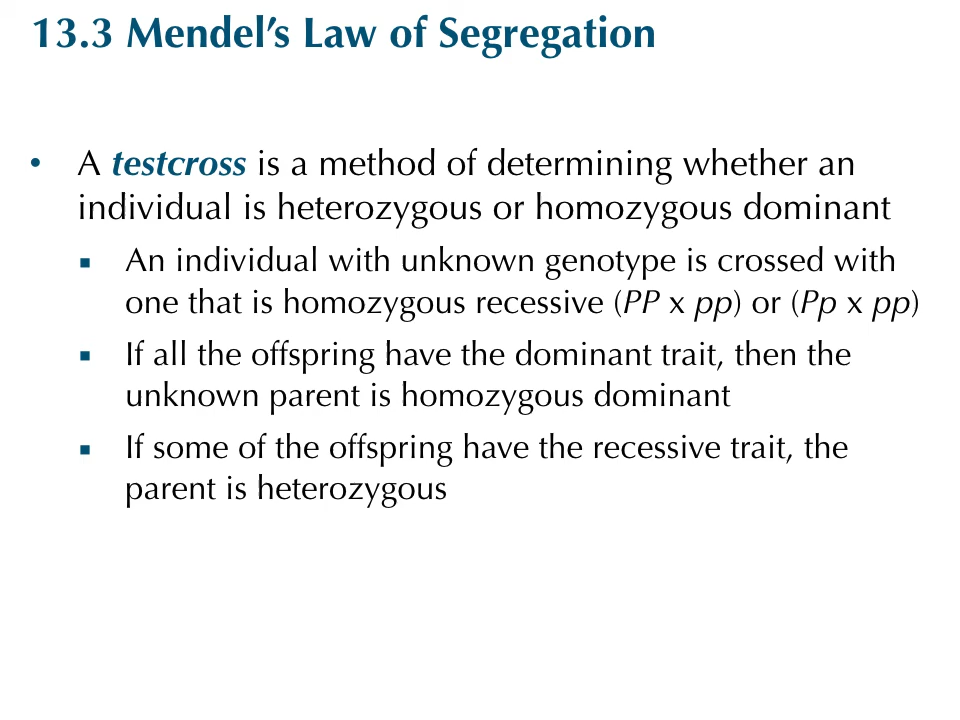 13.3 Mendel’s Law of Segregation
• A testcross is a method of determining whether an
individual is heterozygous or homozygous dominant
▪ An individual with unknown genotype is crossed with
one that is homozygous recessive (PP x pp) or (Pp x pp)
▪ If all the offspring have the dominant trait, then the
unknown parent is homozygous dominant
▪ If some of the offspring have the recessive trait, the
parent is heterozygous